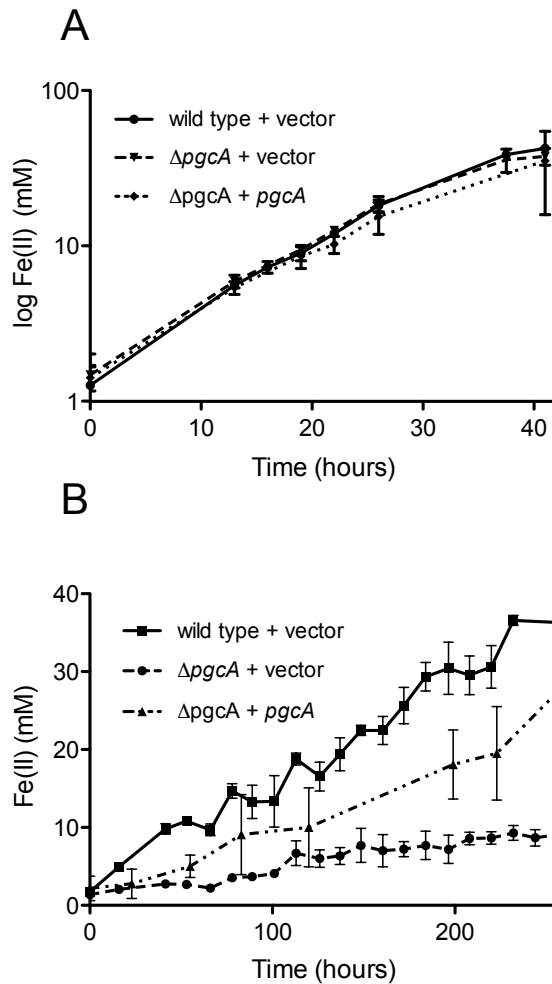 A
100
10
1
log Fe(II) (mM)
wild type + vector
ΔpgcA + vector
ΔpgcA + pgcA
0
10
20
30
40
Time (hours)
B
40
30
20
10
0
Fe(II) (mM)
wild type + vector
ΔpgcA + vector
ΔpgcA + pgcA
0
100
200
Time (hours)